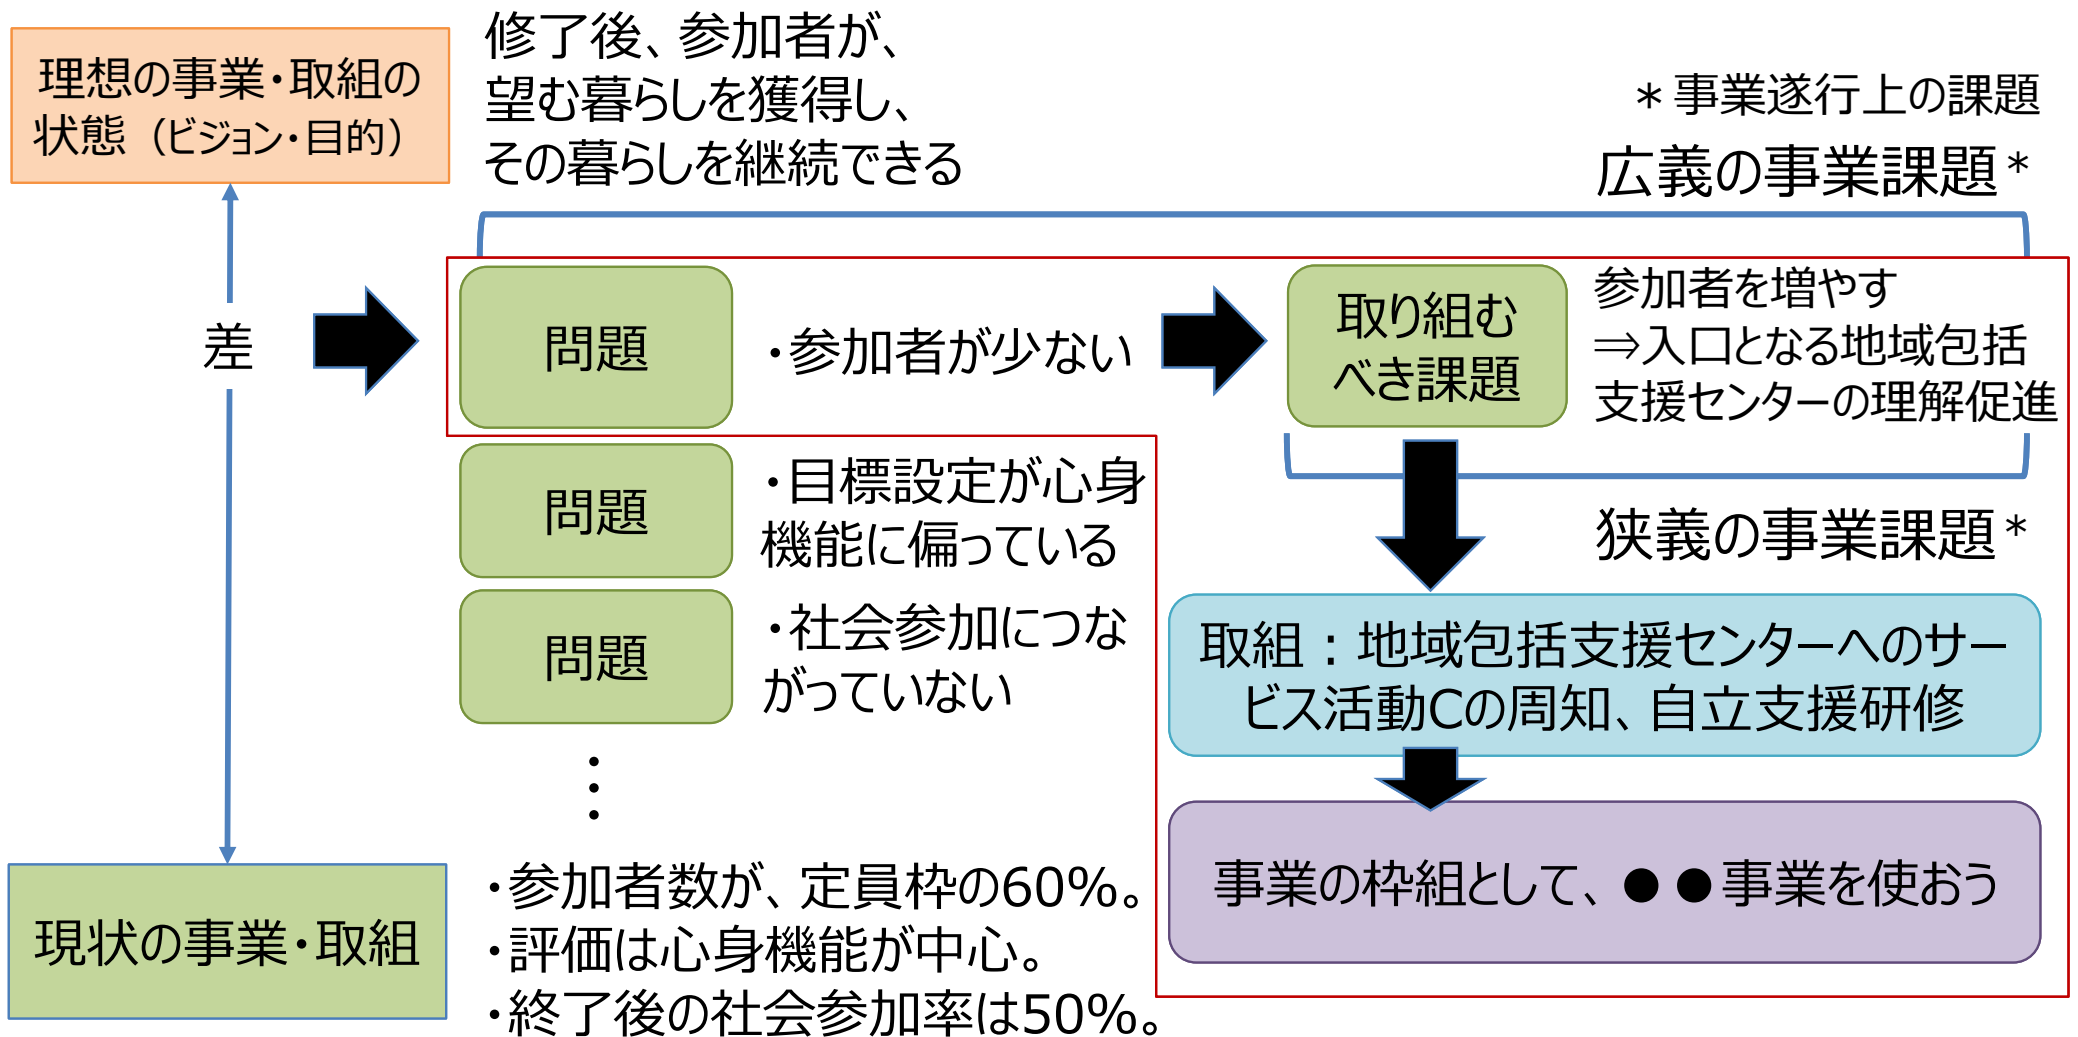 理想の事業・取組の
状態（ビジョン・目的）
修了後、参加者が、
望む暮らしを獲得し、
その暮らしを継続できる
＊事業遂行上の課題
広義の事業課題＊
差
問題
・参加者が少ない
取り組む
べき課題
参加者を増やす
⇒入口となる地域包括
支援センターの理解促進
問題
・目標設定が心身
機能に偏っている
狭義の事業課題＊
問題
・社会参加につな
がっていない
取組：地域包括支援センターへのサー
ビス活動Cの周知、自立支援研修
事業の枠組として、●●事業を使おう
現状の事業・取組
・参加者数が、定員枠の60%。
・評価は心身機能が中心。
・終了後の社会参加率は50%。